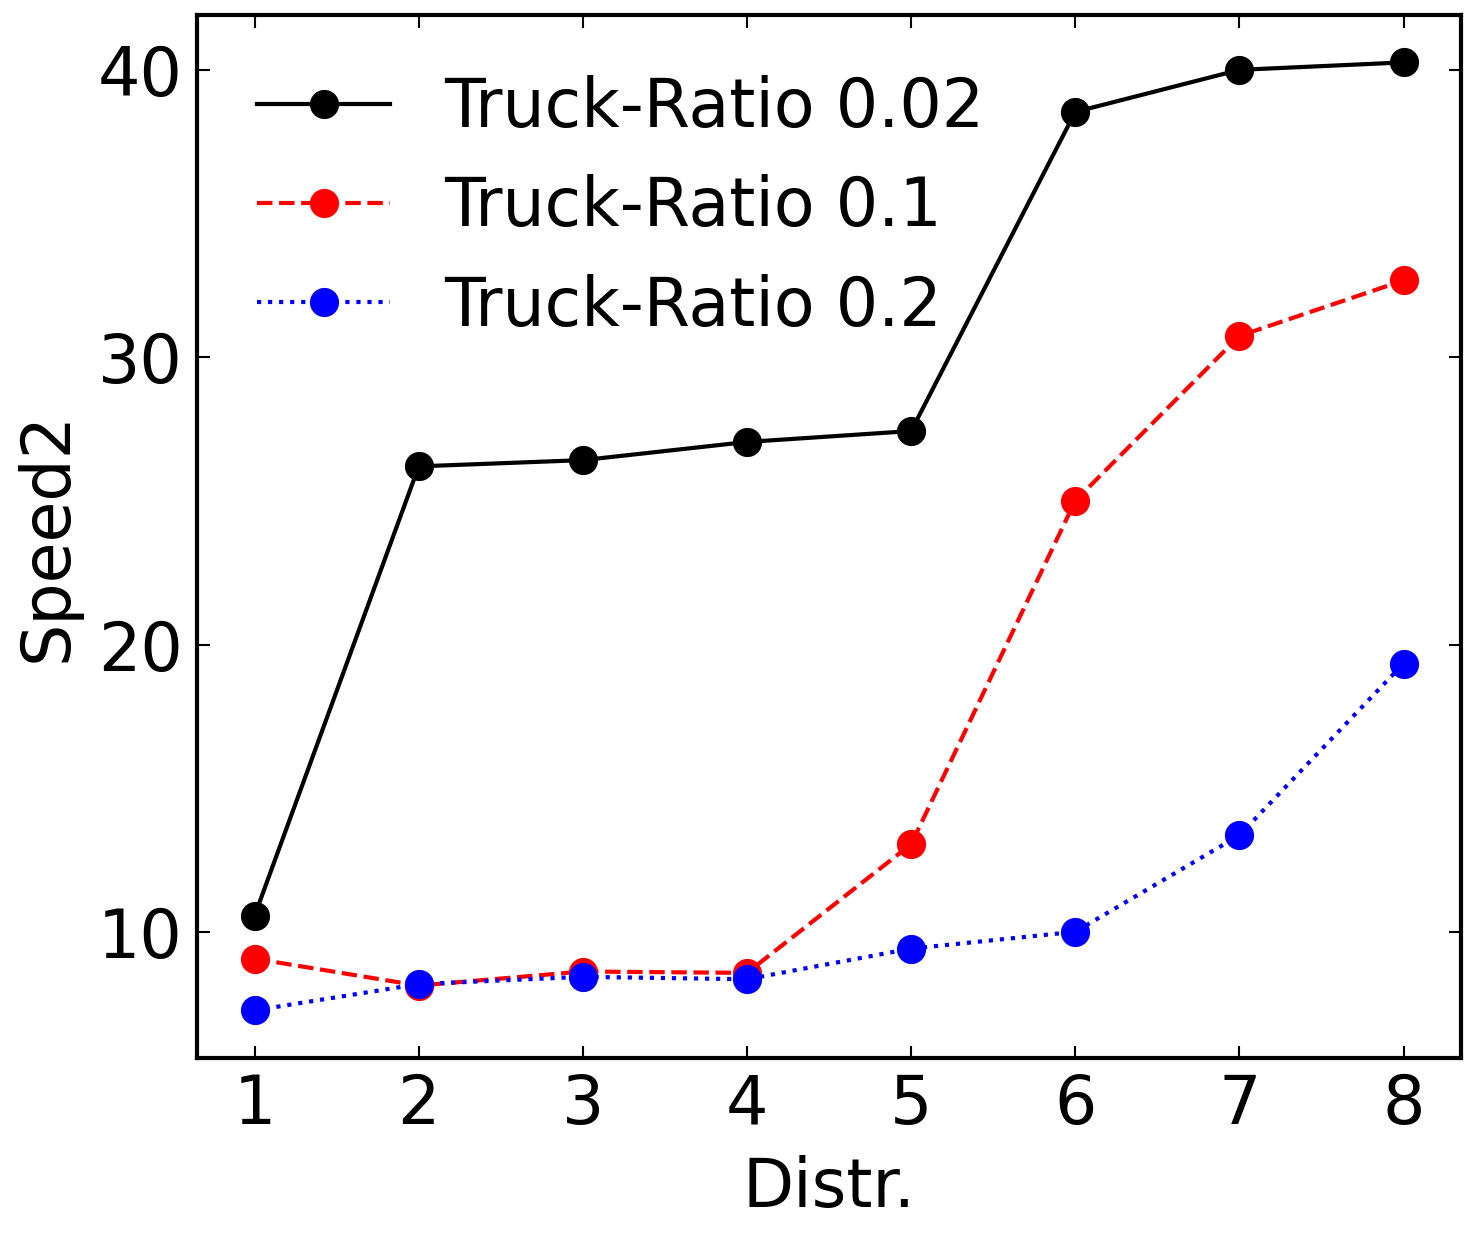 40
30
20
10
Speed2
Truck-Ratio 0.02
Truck-Ratio 0.1
Truck-Ratio 0.2
1 2 3 4 5 6 7 8
Distr.